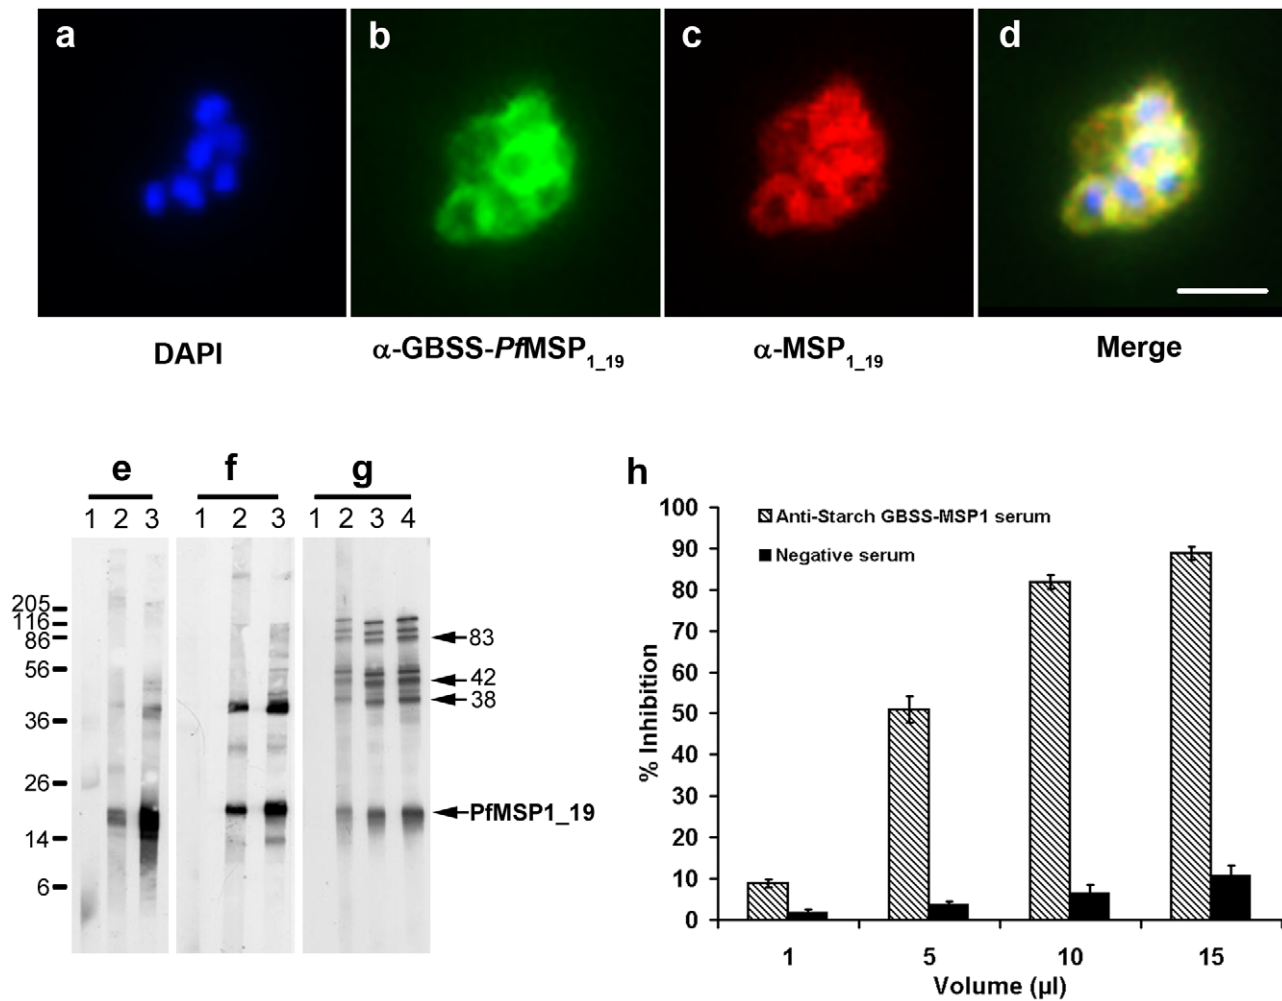 a b c d
DAPI α-GBSS-PfMSP1_19 α-MSP1_19 Merge
e f g
1 2 3 1 2 3 1 2 3 4
205
116
86
56
36
26
14
6
83
42
38
PfMSP1_19
h
Anti-Starch GBSS-MSP1 serum
Negative serum
% Inhibition
100
90
80
70
60
50
40
30
20
10
0
1 5 10 15
Volume (µl)